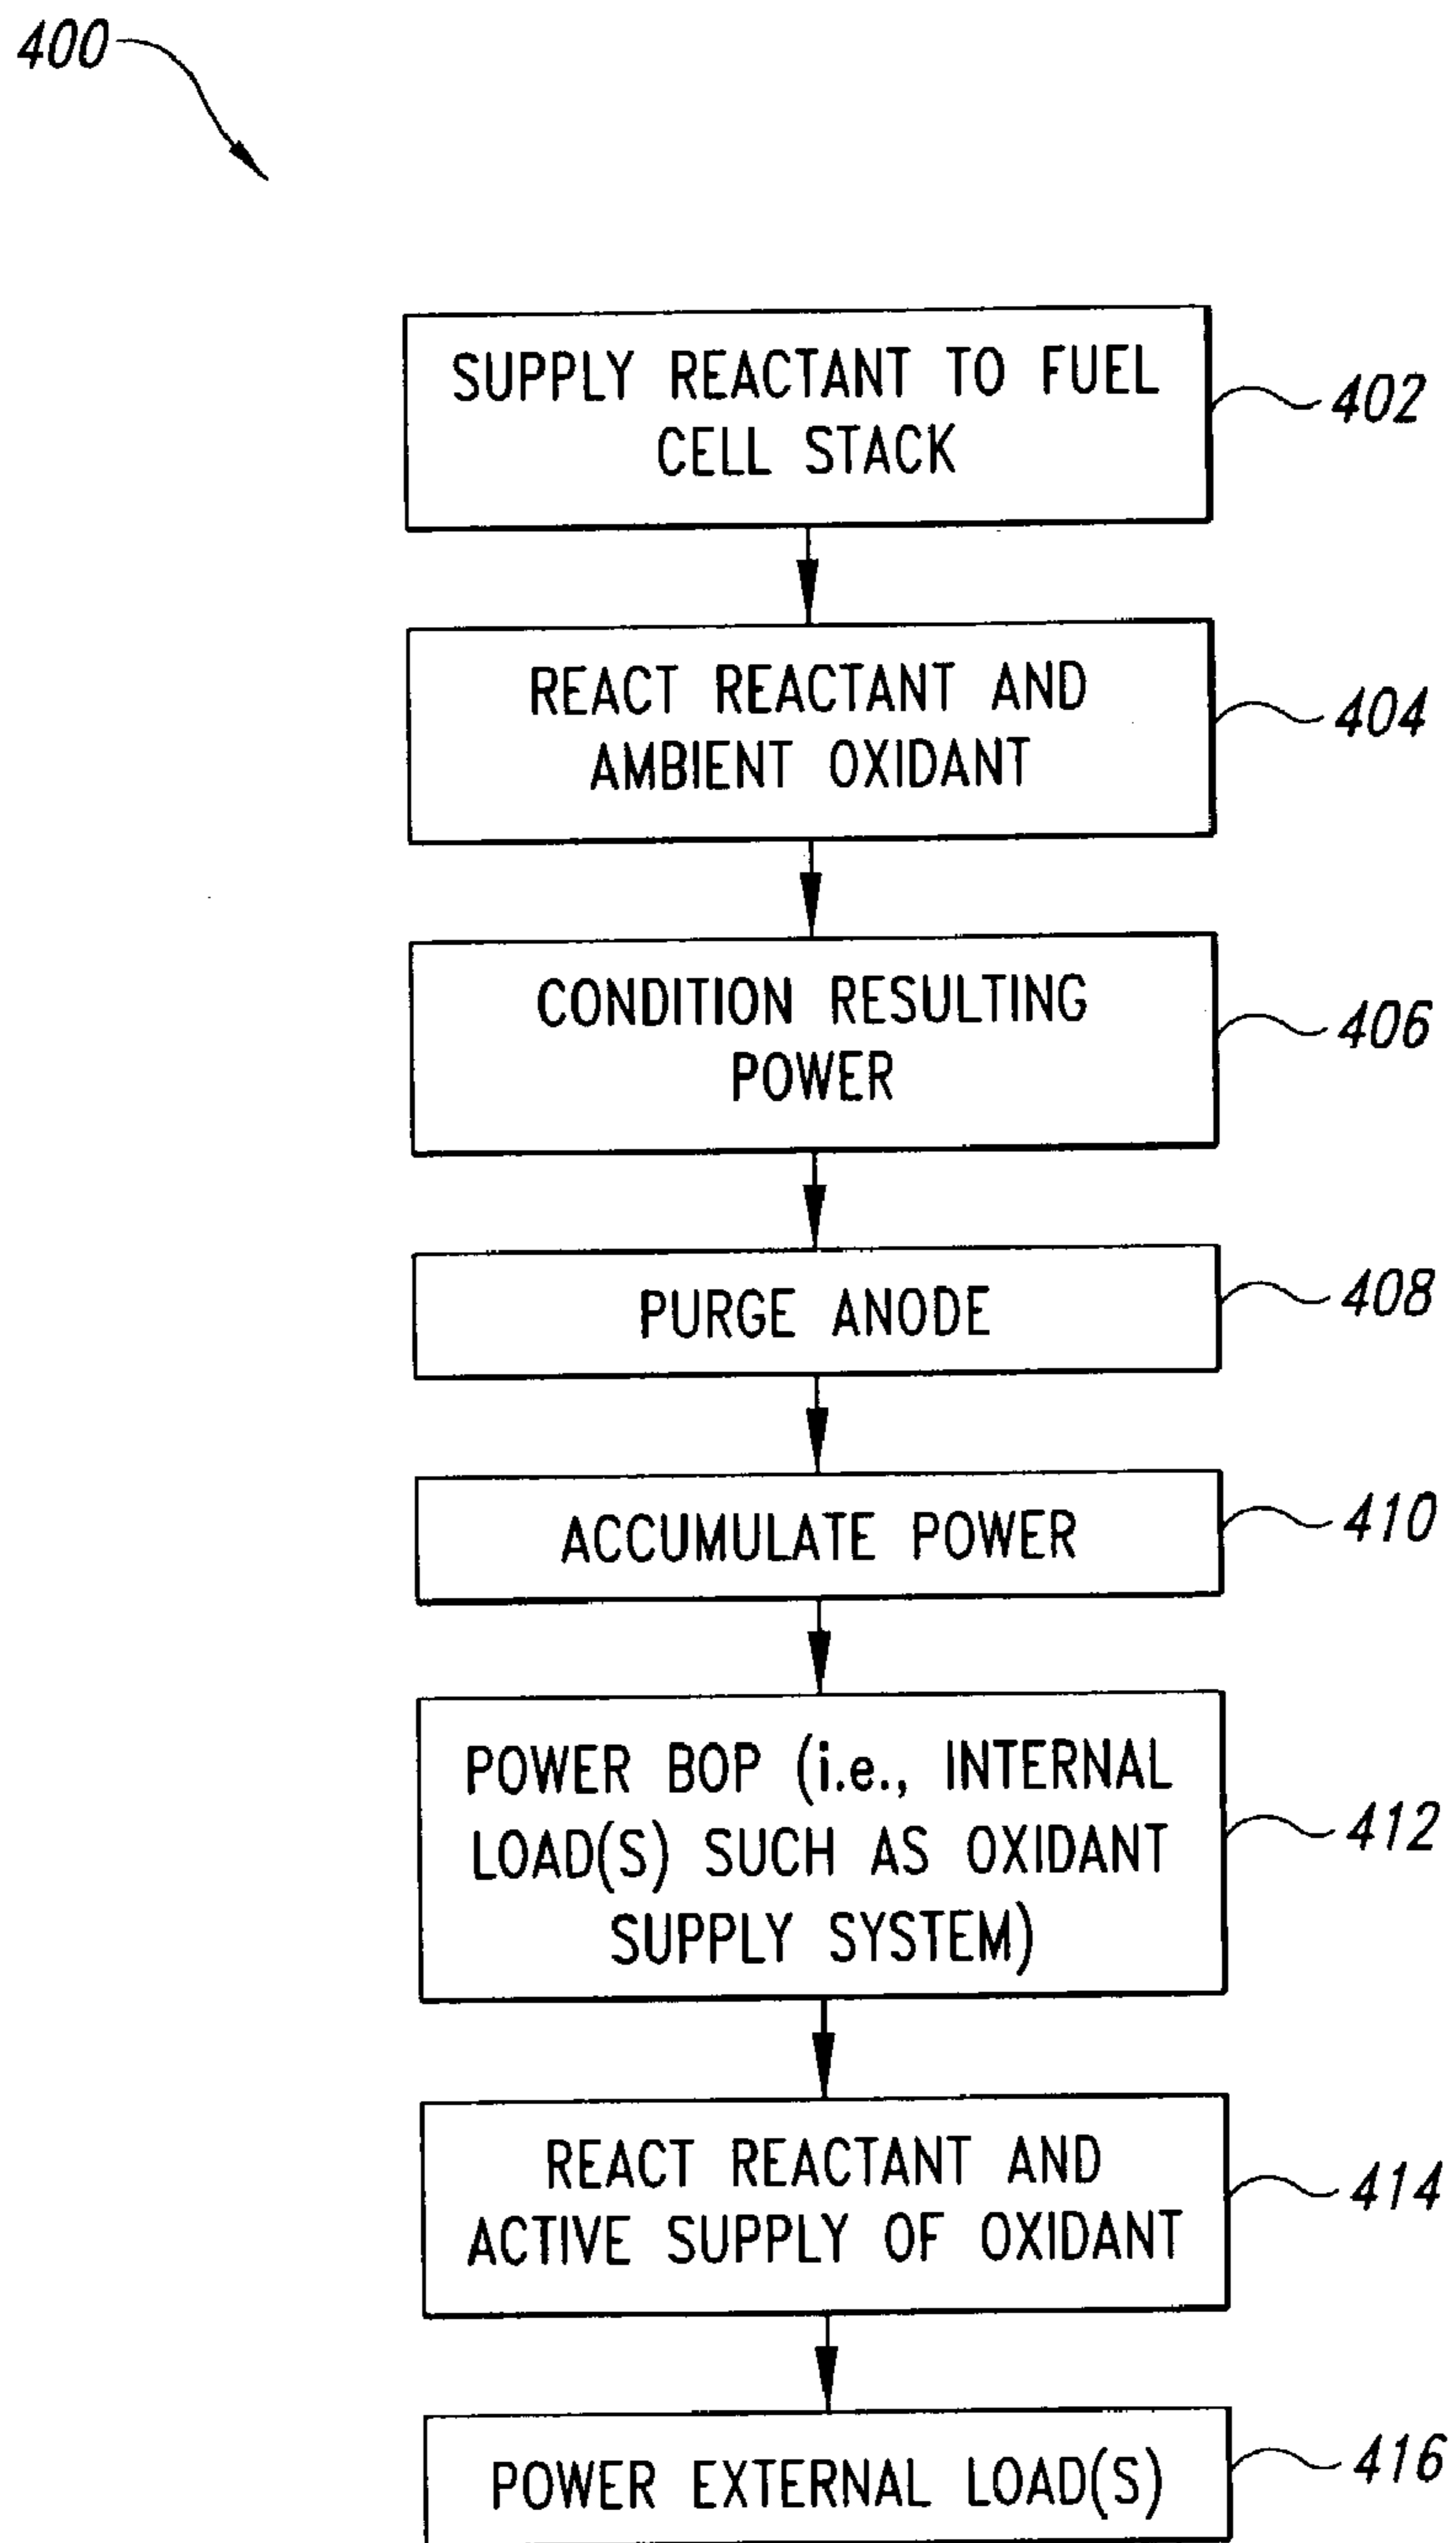 400
SUPPLY REACTANT TO FUEL
CELL STACK
402
REACT REACTANT AND
AMBIENT OXIDANT
404
CONDITION RESULTING
POWER
406
PURGE ANODE
408
ACCUMULATE POWER
410
POWER BOP (i.e., INTERNAL
LOAD(S) SUCH AS OXIDANT
SUPPLY SYSTEM)
412
REACT REACTANT AND
ACTIVE SUPPLY OF OXIDANT
414
POWER EXTERNAL LOAD(S)
416